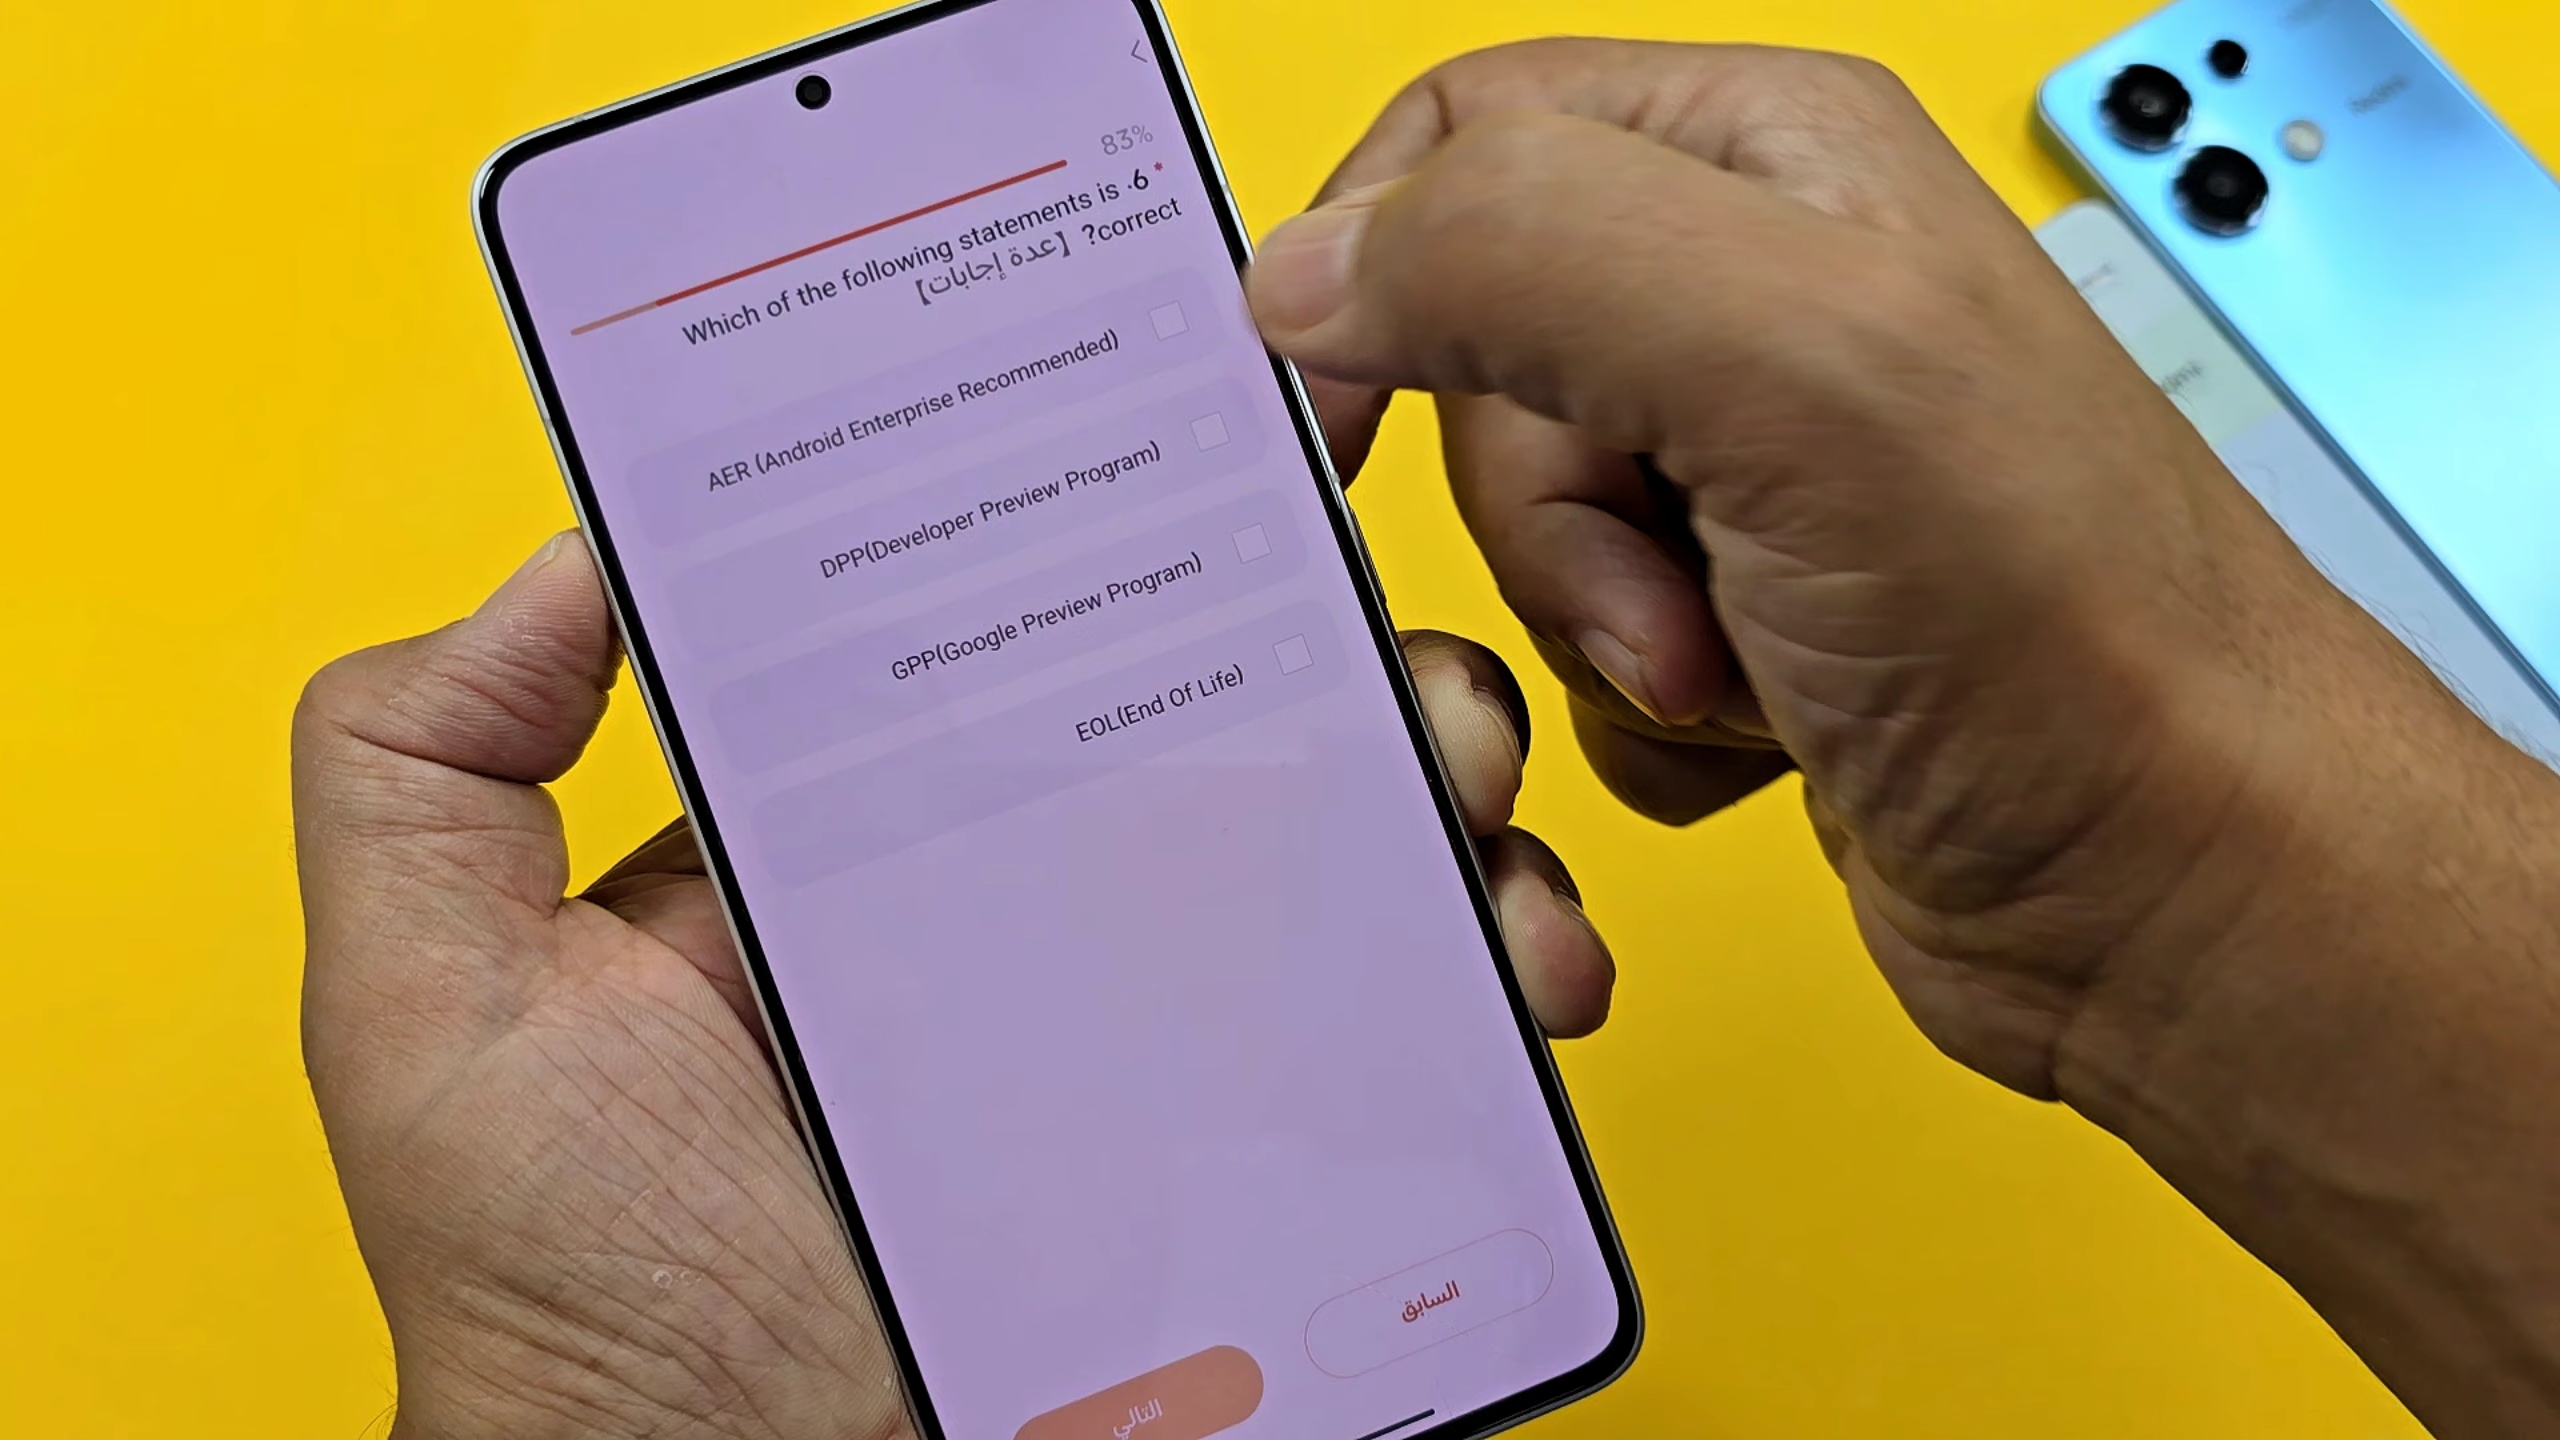 83%
* 6. Which of the following statements is
correct? 【عدة إجابات】
AER (Android Enterprise Recommended)
DPP(Developer Preview Program)
GPP(Google Preview Program)
EOL(End Of Life)
السابق
التالي
Redmi